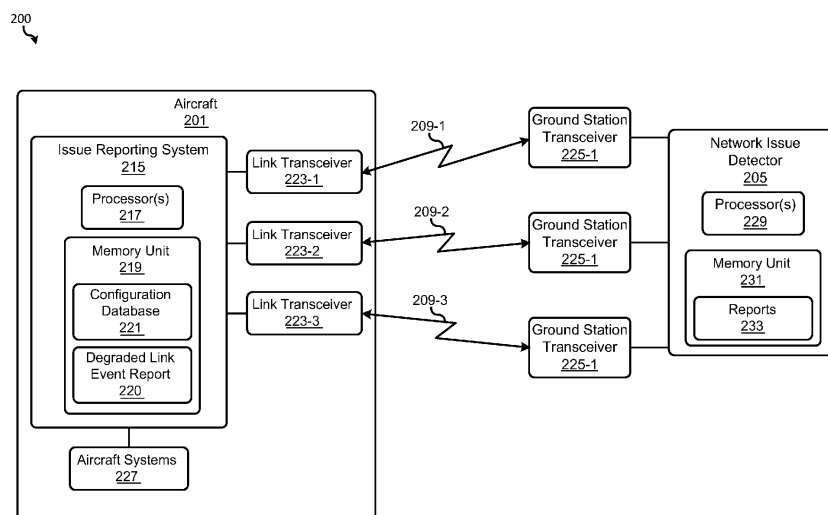 200
Aircraft
201
Issue Reporting System
215
Processor(s)
217
Memory Unit
219
Configuration
Database
221
Degraded Link
Event Report
220
Aircraft Systems
227
Link Transceiver
223-1
Link Transceiver
223-2
Link Transceiver
223-3
209-1
209-2
209-3
Ground Station
Transceiver
225-1
Ground Station
Transceiver
225-1
Ground Station
Transceiver
225-1
Network Issue
Detector
205
Processor(s)
229
Memory Unit
231
Reports
233